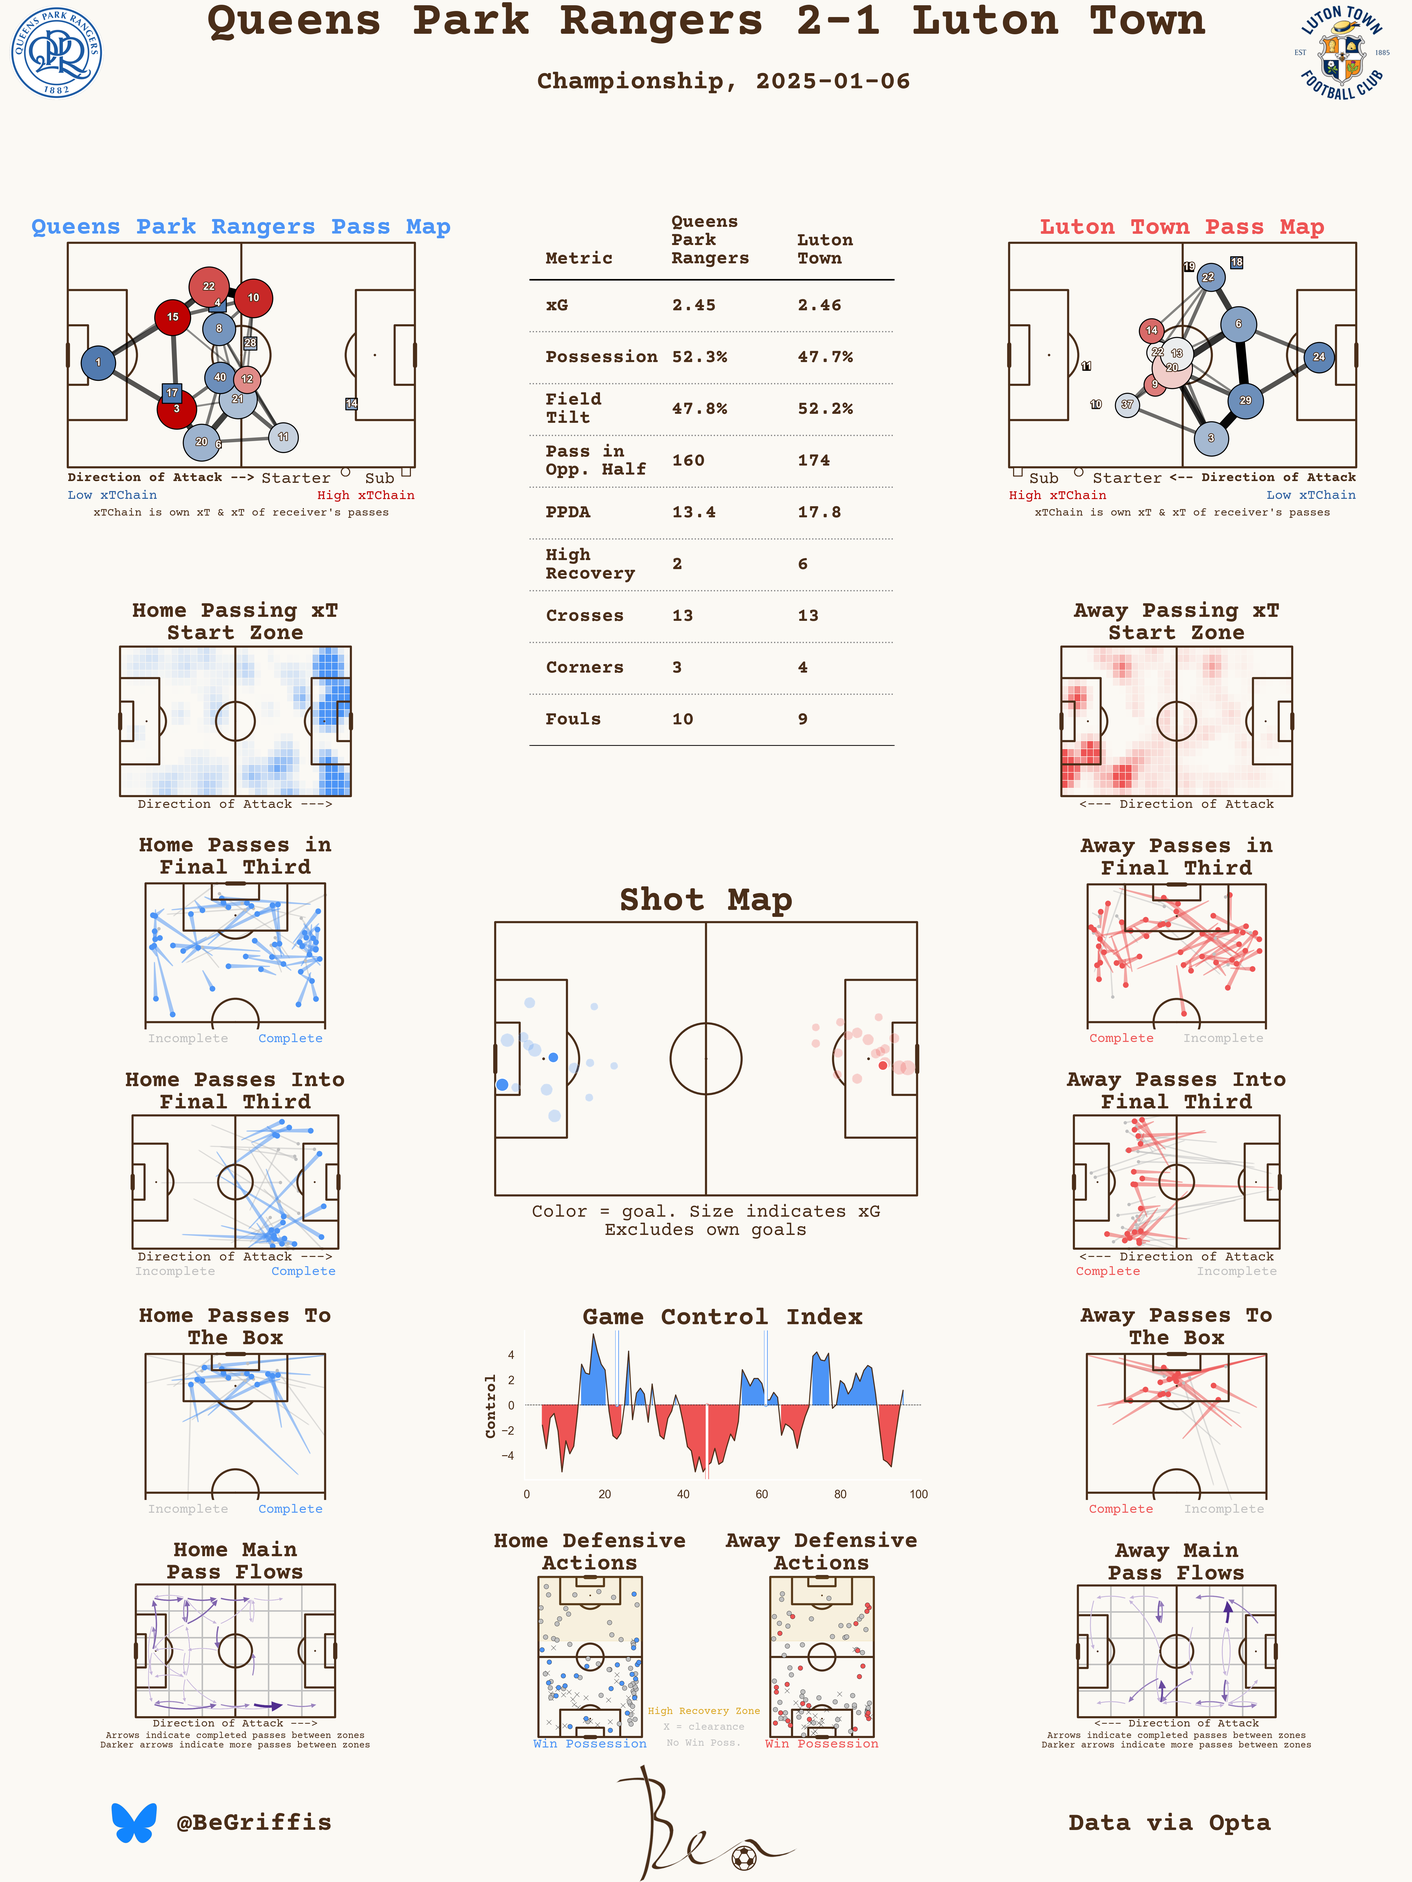 Queens Park Rangers 2-1 Luton Town
Championship, 2025-01-06
QUEENS PARK RANGERS
1882
LUTON TOWN
EST
1885
FOOTBALL CLUB
Queens Park Rangers Pass Map
22
10
4
15
8
28
1
40
12
17
21
3
14
20
6
11
Direction of Attack --> Starter Sub
Low xTChain High xTChain
xTChain is own xT & xT of receiver's passes
Metric Queens Park Rangers Luton Town
xG 2.45 2.46
Possession 52.3% 47.7%
Field Tilt 47.8% 52.2%
Pass in Opp. Half 160 174
PPDA 13.4 17.8
High Recovery 2 6
Crosses 13 13
Corners 3 4
Fouls 10 9
Luton Town Pass Map
19
18
22
14
6
22
13
24
11
20
9
10
37
29
3
Sub Starter <-- Direction of Attack
High xTChain Low xTChain
xTChain is own xT & xT of receiver's passes
Home Passing xT
Start Zone
Direction of Attack --->
Away Passing xT
Start Zone
<--- Direction of Attack
Home Passes in
Final Third
Incomplete Complete
Away Passes in
Final Third
Complete Incomplete
Shot Map
Color = goal. Size indicates xG
Excludes own goals
Home Passes Into
Final Third
Direction of Attack --->
Incomplete Complete
Away Passes Into
Final Third
<--- Direction of Attack
Complete Incomplete
Home Passes To
The Box
Incomplete Complete
Game Control Index
Control
4
2
0
−2
−4
0 20 40 60 80 100
Away Passes To
The Box
Complete Incomplete
Home Main
Pass Flows
Direction of Attack --->
Arrows indicate completed passes between zones
Darker arrows indicate more passes between zones
Home Defensive
Actions
Win Possession
High Recovery Zone
X = clearance
No Win Poss.
Away Defensive
Actions
Win Possession
Away Main
Pass Flows
<--- Direction of Attack
Arrows indicate completed passes between zones
Darker arrows indicate more passes between zones
@BeGriffis
Ben
Data via Opta